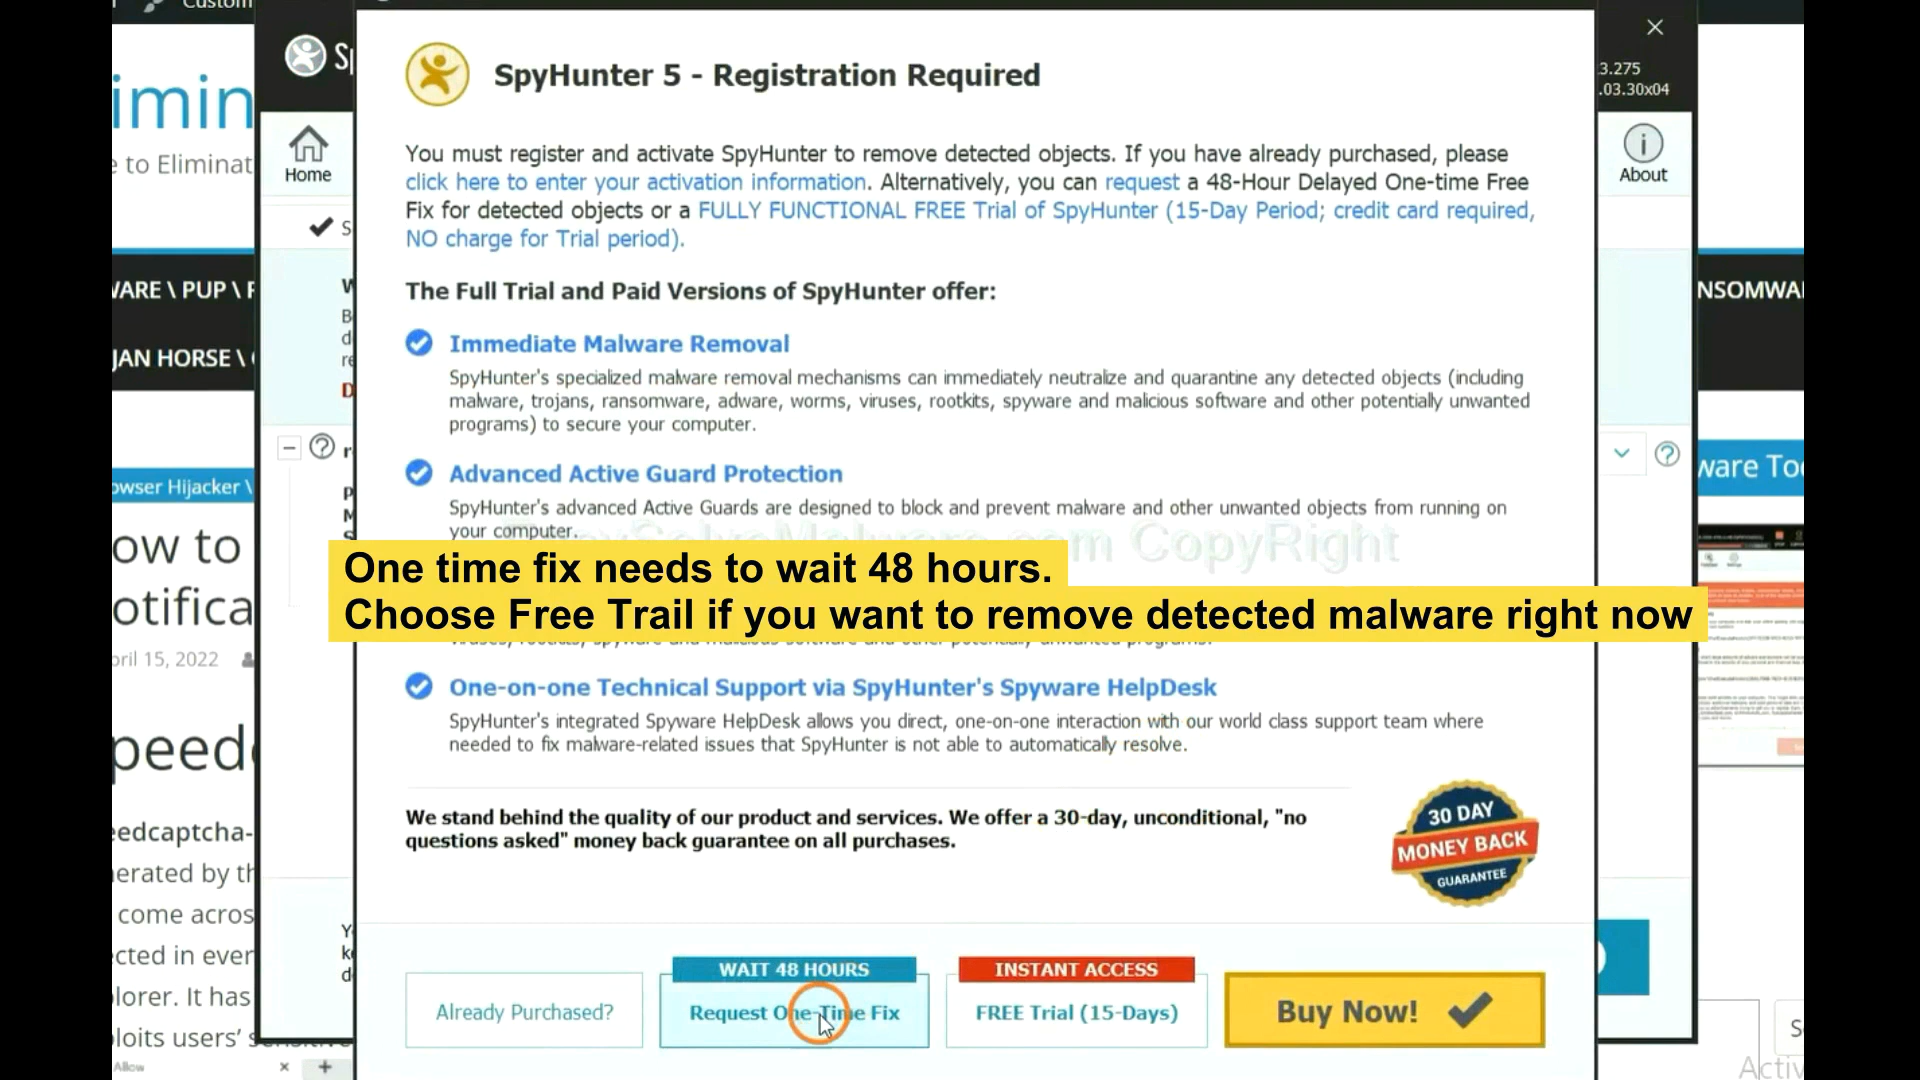 Custom
Sp
3.275
.03.30x04
imin
e to Eliminat
Home
About
SpyHunter 5 - Registration Required
You must register and activate SpyHunter to remove detected objects. If you have already purchased, please
click here to enter your activation information. Alternatively, you can request a 48-Hour Delayed One-time Free
Fix for detected objects or a FULLY FUNCTIONAL FREE Trial of SpyHunter (15-Day Period; credit card required,
NO charge for Trial period).
The Full Trial and Paid Versions of SpyHunter offer:
Immediate Malware Removal
SpyHunter's specialized malware removal mechanisms can immediately neutralize and quarantine any detected objects (including
malware, trojans, ransomware, adware, worms, viruses, rootkits, spyware and malicious software and other potentially unwanted
programs) to secure your computer.
Advanced Active Guard Protection
SpyHunter's advanced Active Guards are designed to block and prevent malware and other unwanted objects from running on
your computer.
CopyRight
One time fix needs to wait 48 hours.
Choose Free Trail if you want to remove detected malware right now
One-on-one Technical Support via SpyHunter's Spyware HelpDesk
SpyHunter's integrated Spyware HelpDesk allows you direct, one-on-one interaction with our world class support team where
needed to fix malware-related issues that SpyHunter is not able to automatically resolve.
We stand behind the quality of our product and services. We offer a 30-day, unconditional, "no
questions asked" money back guarantee on all purchases.
30 DAY
MONEY BACK
GUARANTEE
Already Purchased?
WAIT 48 HOURS
Request One-Time Fix
INSTANT ACCESS
FREE Trial (15-Days)
Buy Now!
WARE \ PUP \
NSOMWA
JAN HORSE \
owser Hijacker \
ware Too
ow to
otifica
pril 15, 2022
peed
eedcaptcha-
nerated by th
come acros
cted in ever
lorer. It has
loits users'
Allow
Activ